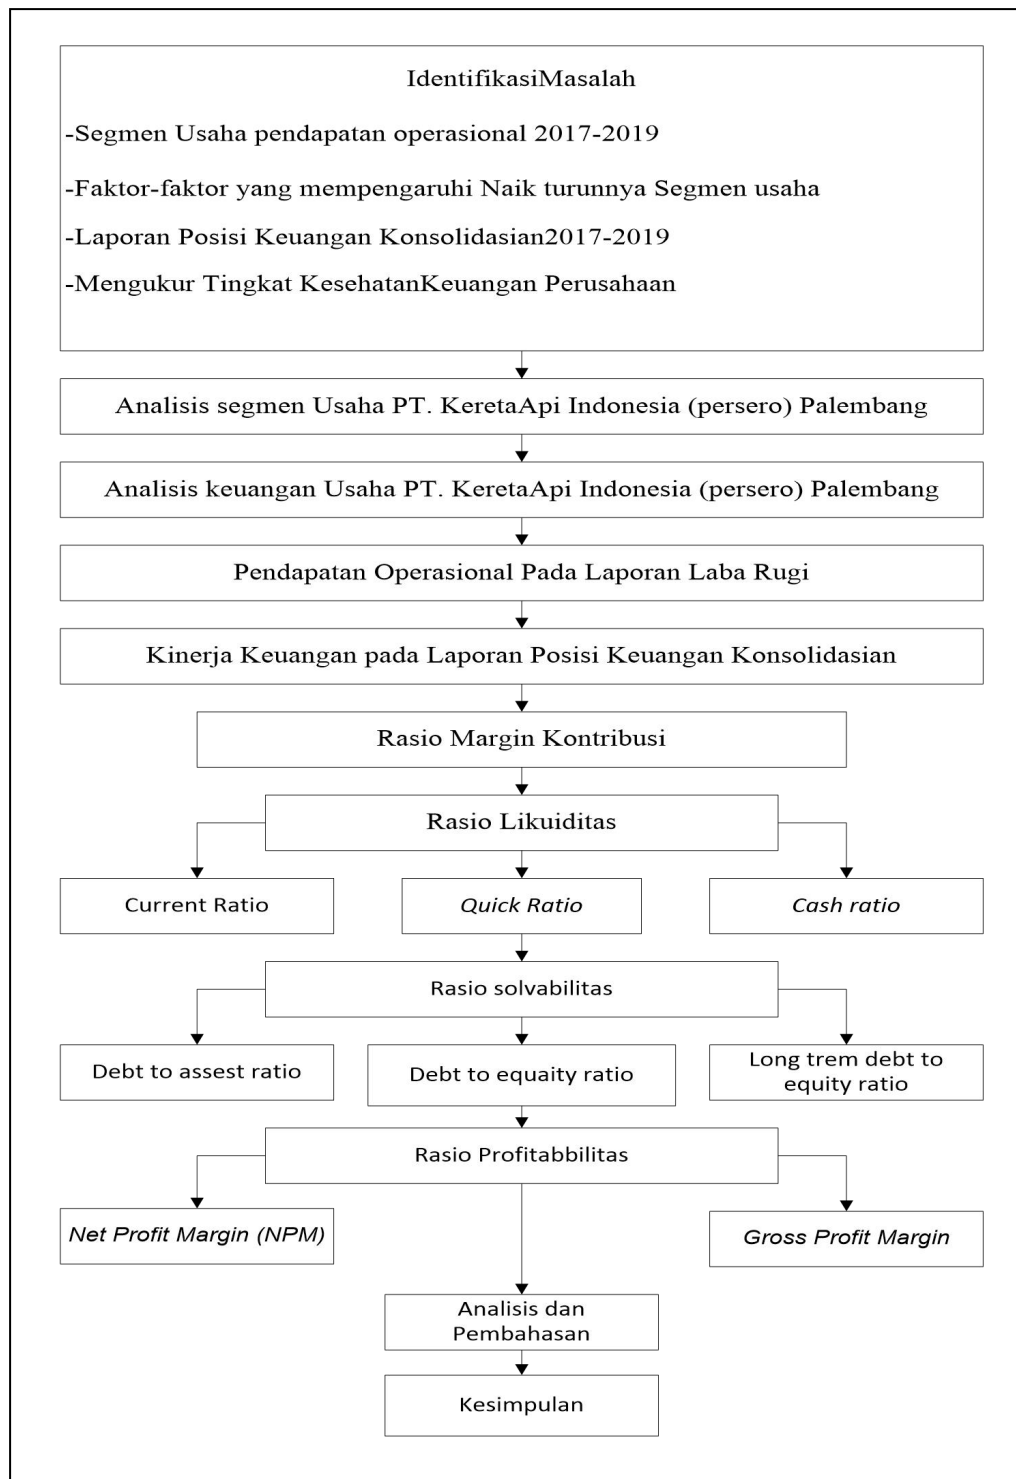 IdentifikasiMasalah
-Segmen Usaha pendapatan operasional 2017-2019
-Faktor-faktor yang mempengaruhi Naik turunnya Segmen usaha
-Laporan Posisi Keuangan Konsolidasian2017-2019
-Mengukur Tingkat KesehatanKeuangan Perusahaan
Analisis segmen Usaha PT. KeretaApi Indonesia (persero) Palembang
Analisis keuangan Usaha PT. KeretaApi Indonesia (persero) Palembang
Pendapatan Operasional Pada Laporan Laba Rugi
Kinerja Keuangan pada Laporan Posisi Keuangan Konsolidasian
Rasio Margin Kontribusi
Rasio Likuiditas
Current Ratio
Quick Ratio
Cash ratio
Rasio solvabilitas
Debt to assest ratio
Debt to equaity ratio
Long trem debt to
equity ratio
Rasio Profitabbilitas
Net Profit Margin (NPM)
Gross Profit Margin
Analisis dan
Pembahasan
Kesimpulan